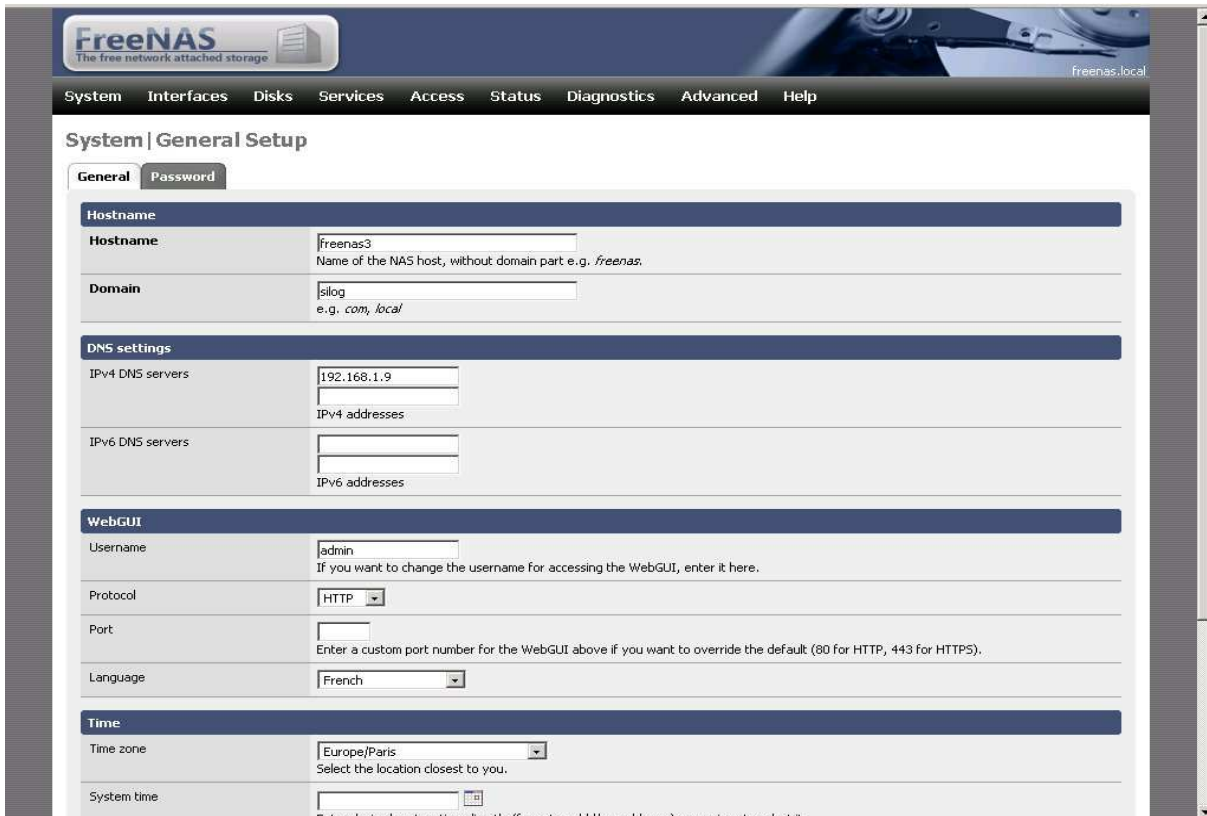 FreeNAS
The free network attached storage
freenas.local
System Interfaces Disks Services Access Status Diagnostics Advanced Help
System|General Setup
General Password
Hostname
Hostname
freenas3
Name of the NAS host, without domain part e.g. freenas.
Domain
silog
e.g. com, local
DNS settings
IPv4 DNS servers
192.168.1.9
IPv4 addresses
IPv6 DNS servers
IPv6 addresses
WebGUI
Username
admin
If you want to change the username for accessing the WebGUI, enter it here.
Protocol
HTTP
Port
Enter a custom port number for the WebGUI above if you want to override the default (80 for HTTP, 443 for HTTPS).
Language
French
Time
Time zone
Europe/Paris
Select the location closest to you.
System time